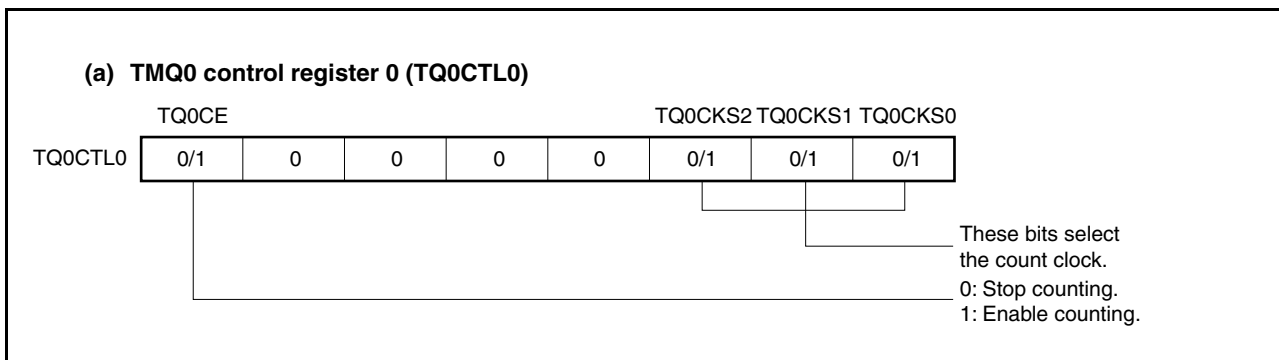 (a) TMQ0 control register 0 (TQ0CTL0)
TQ0CE TQ0CKS2 TQ0CKS1 TQ0CKS0
TQ0CTL0 0/1 0 0 0 0 0/1 0/1 0/1
These bits select
the count clock.
0: Stop counting.
1: Enable counting.